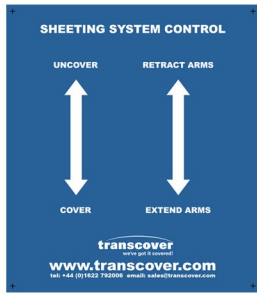 SHEETING SYSTEM CONTROL
UNCOVER RETRACT ARMS
COVER EXTEND ARMS
transcover
we've got it covered!
www.transcover.com
tel: +44 (0)1622 792006 email: sales@transcover.com